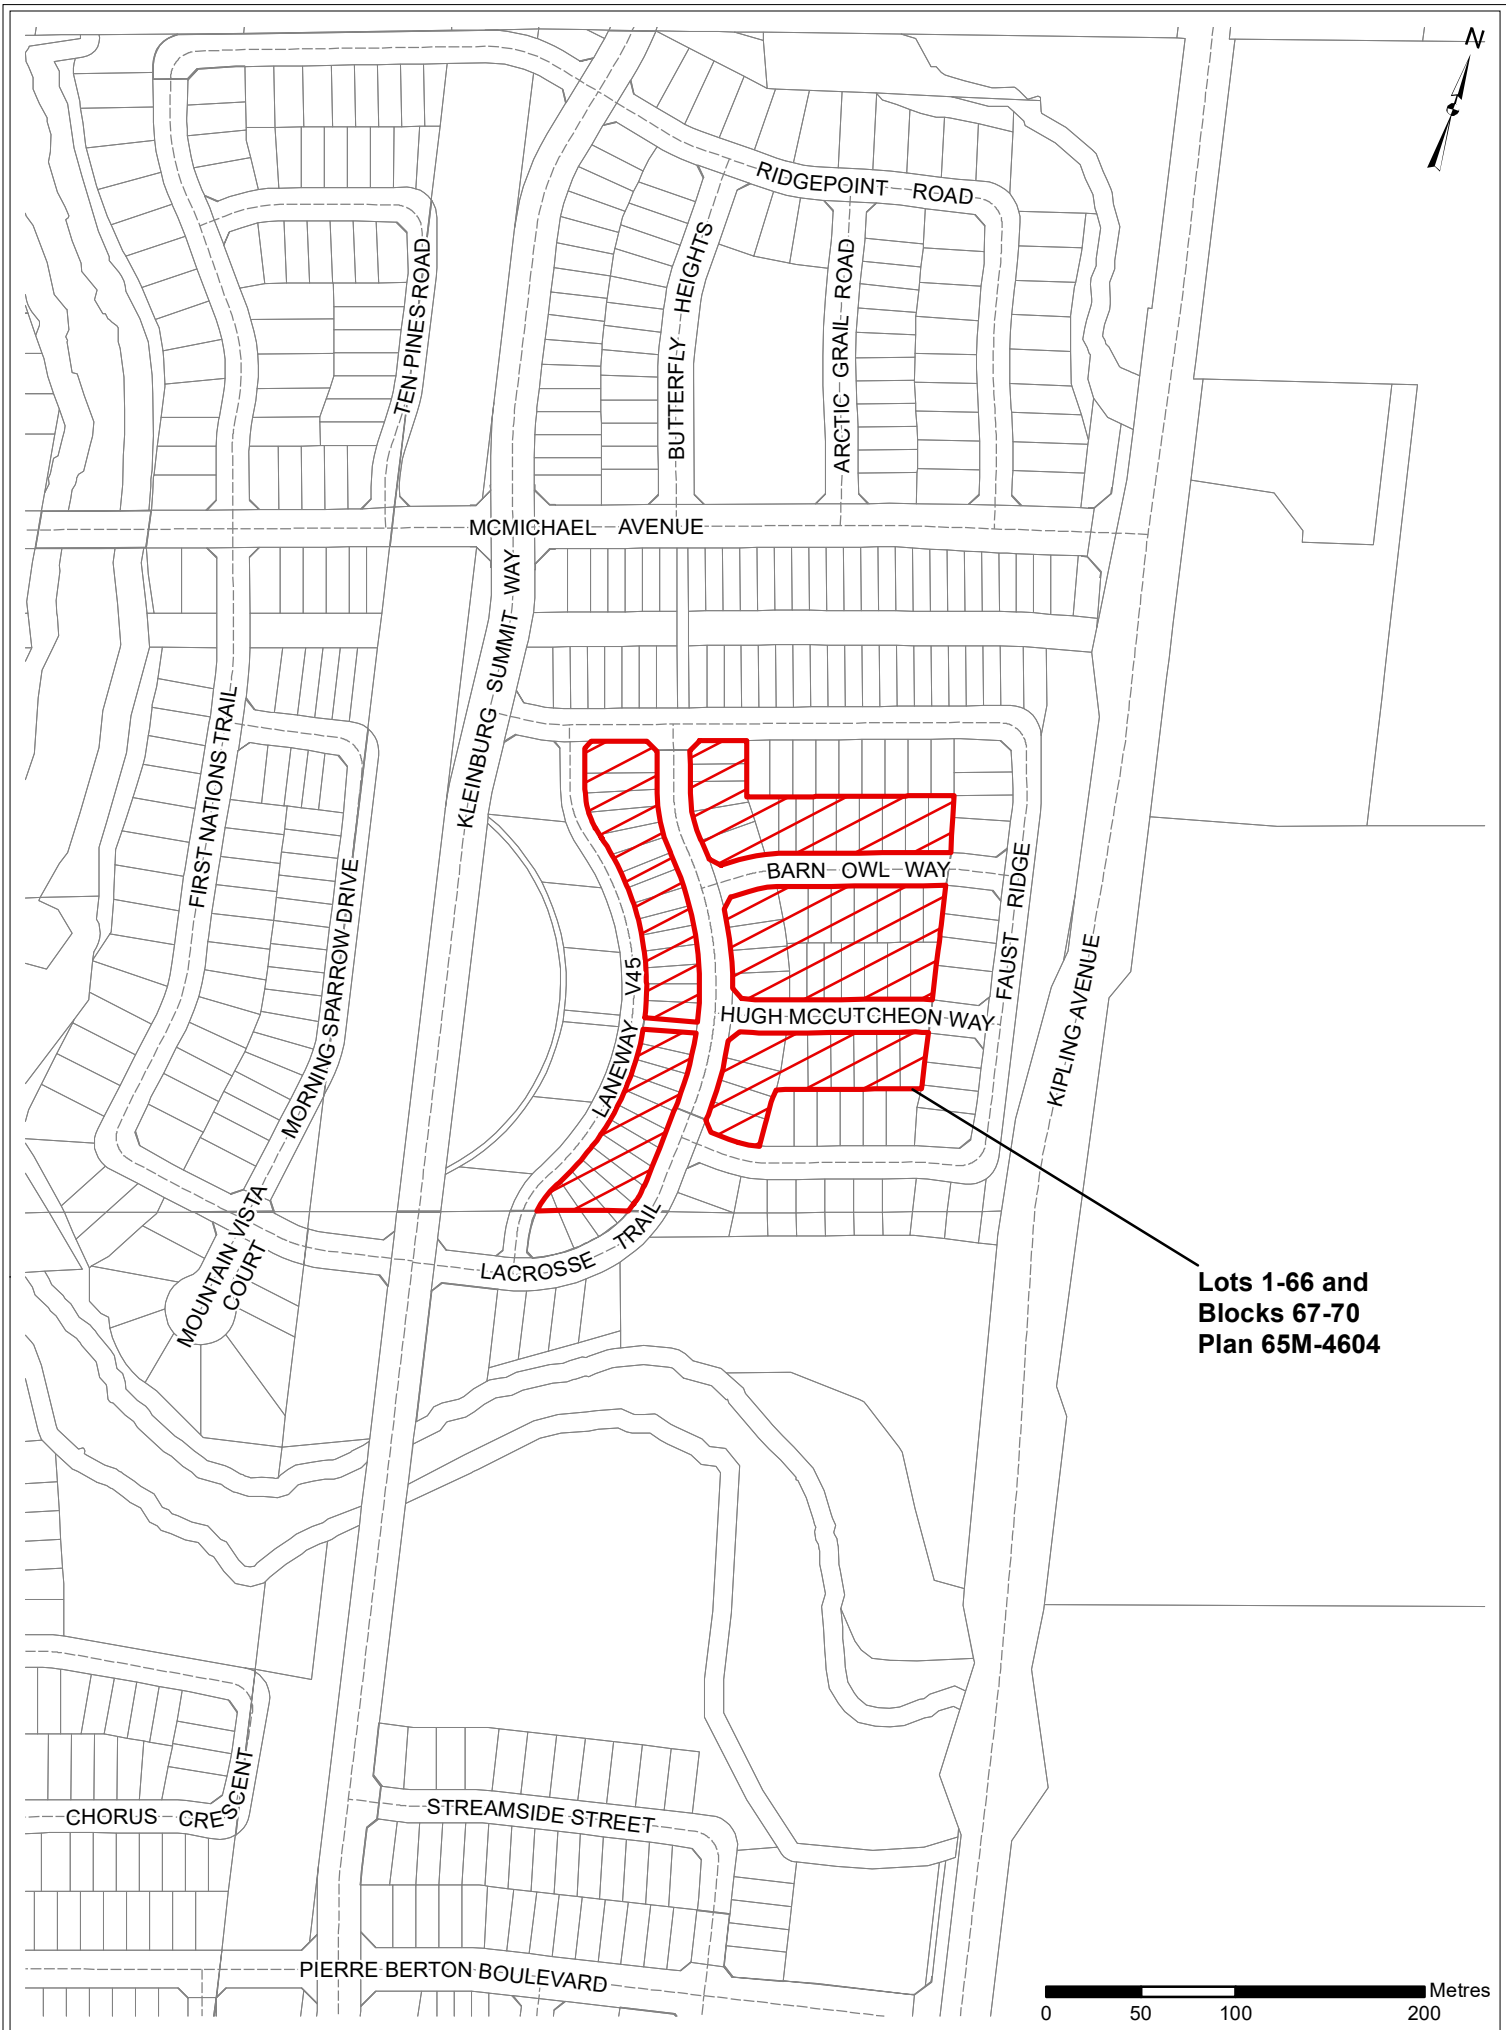 N
RIDGEPOINT ROAD
BUTTERFLY HEIGHTS
ARCTIC GRAIL ROAD
TEN PINES ROAD
MCMICHAEL AVENUE
KLEINBURG SUMMIT WAY
FIRST NATIONS TRAIL
MORNING SPARROW DRIVE
BARN OWL WAY
FAUST RIDGE
KIPLING AVENUE
LANEWAY V45
HUGH MCCUTCHEON WAY
MOUNTAIN VISTA
COURT
LACROSSE TRAIL
Lots 1-66 and
Blocks 67-70
Plan 65M-4604
CHORUS CRESCENT
STREAMSIDE STREET
PIERRE BERTON BOULEVARD
Metres
0 50 100 200